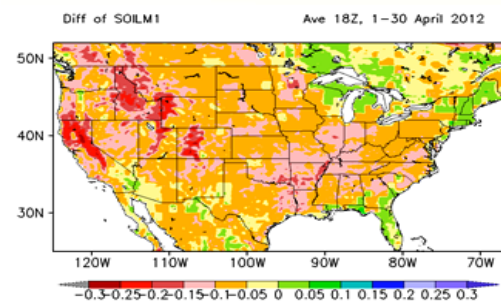 Diff of SOILM1 Ave 18Z, 1-30 April 2012
50N
40N
30N
120W 110W 100W 90W 80W 70W
-0.3-0.25-0.2-0.15-0.1-0.05 0 0.05 0.1 0.15 0.2 0.25 0.3